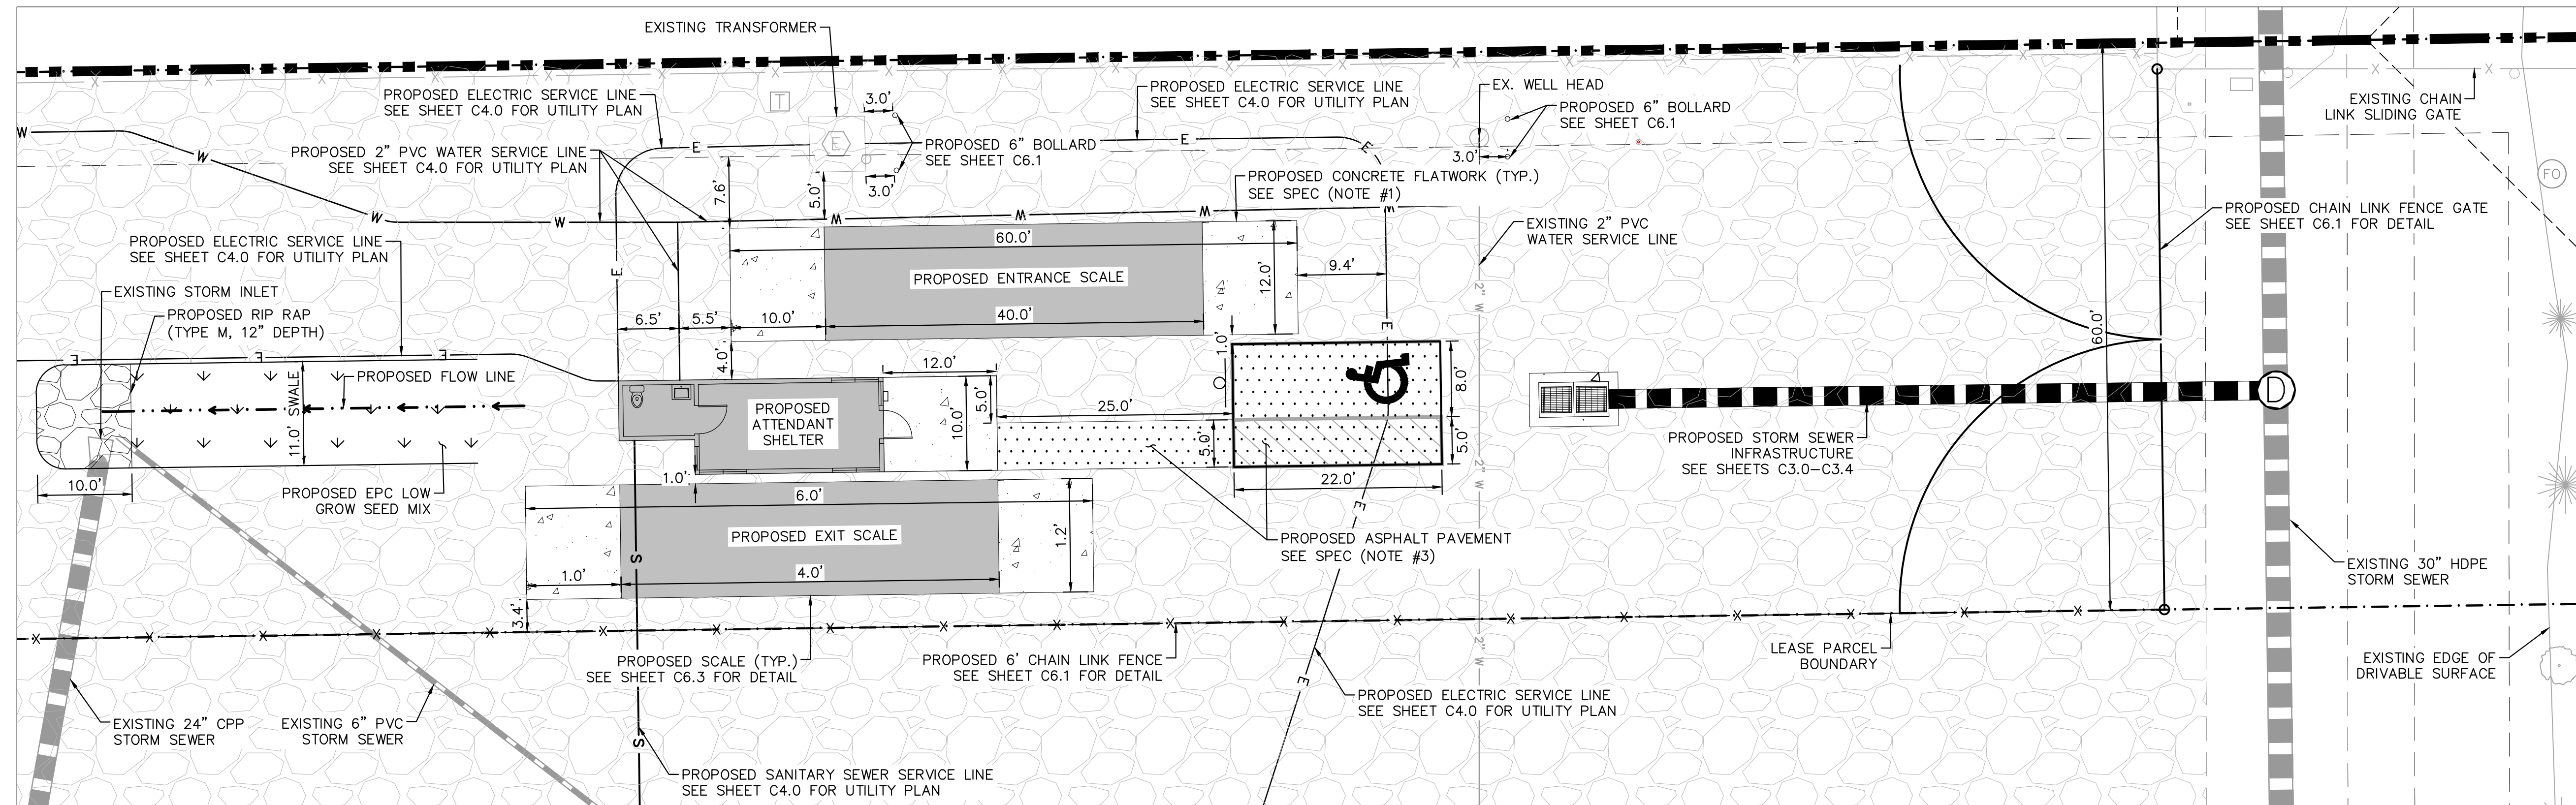 EXISTING TRANSFORMER
PROPOSED ELECTRIC SERVICE LINE
SEE SHEET C4.0 FOR UTILITY PLAN
T
3.0'
PROPOSED ELECTRIC SERVICE LINE
SEE SHEET C4.0 FOR UTILITY PLAN
EX. WELL HEAD
PROPOSED 6" BOLLARD
SEE SHEET C6.1
EXISTING CHAIN
LINK SLIDING GATE
W
W
W
W
PROPOSED 2" PVC WATER SERVICE LINE
SEE SHEET C4.0 FOR UTILITY PLAN
E
E
E
E
PROPOSED 6" BOLLARD
SEE SHEET C6.1
3.0'
3.0'
7.6'
5.0'
PROPOSED CONCRETE FLATWORK (TYP.)
SEE SPEC (NOTE #1)
FO
W
W
W
W
EXISTING 2" PVC
WATER SERVICE LINE
PROPOSED CHAIN LINK FENCE GATE
SEE C6.1 FOR DETAIL
PROPOSED ELECTRIC SERVICE LINE
SEE SHEET C4.0 FOR UTILITY PLAN
E
60.0'
PROPOSED ENTRANCE SCALE
12.0'
9.4'
2" W
EXISTING STORM INLET
PROPOSED RIP RAP
(TYPE M, 12" DEPTH)
6.5'
5.5'
10.0'
40.0'
E
60.0'
E
E
E
4.0'
12.0'
1.0'
PROPOSED FLOW LINE
11.0' SWALE
PROPOSED
ATTENDANT
SHELTER
5.0'
10.0'
25.0'
8.0'
D
5.0'
5.0'
10.0'
PROPOSED EPC LOW
GROW SEED MIX
1.0'
22.0'
2" W
PROPOSED STORM SEWER
INFRASTRUCTURE
SEE SHEETS C3.0-C3.4
6.0'
PROPOSED EXIT SCALE
1.2'
E
PROPOSED ASPHALT PAVEMENT
SEE SPEC (NOTE #3)
S
1.0'
4.0'
EXISTING 30" HDPE
STORM SEWER
3.4'
X X X X X X X X X X X X X X X X X X X
2" W
PROPOSED SCALE (TYP.)
SEE SHEET C6.3 FOR DETAIL
PROPOSED 6' CHAIN LINK FENCE
SEE C6.1 FOR DETAIL
LEASE PARCEL
BOUNDARY
EXISTING EDGE OF
DRIVABLE SURFACE
E
PROPOSED ELECTRIC SERVICE LINE
SEE SHEET C4.0 FOR UTILITY PLAN
EXISTING 24" CPP
STORM SEWER
EXISTING 6" PVC
STORM SEWER
S
PROPOSED SANITARY SEWER SERVICE LINE
SEE SHEET C4.0 FOR UTILITY PLAN